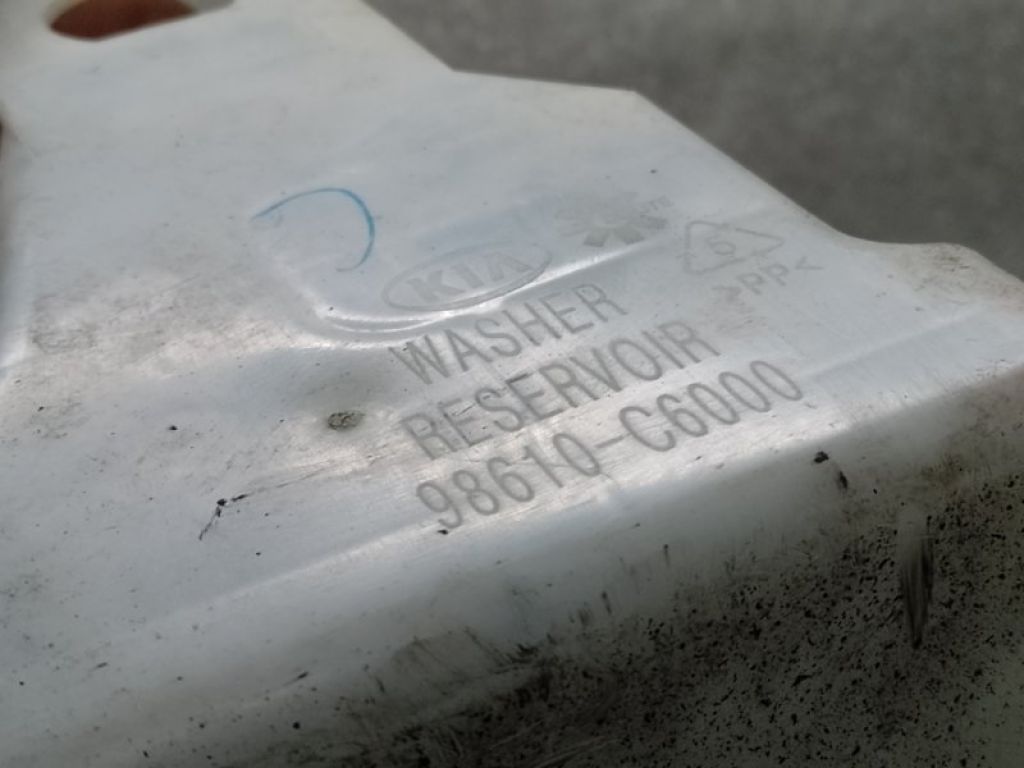 KIA
WASHER
RESERVOIR
98610-C6000
>PP<